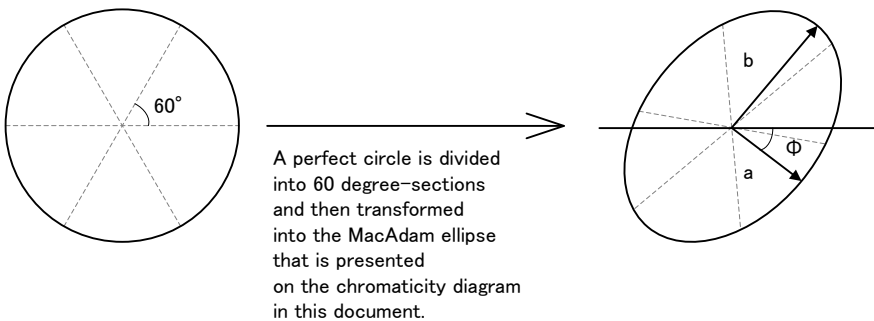 60°
A perfect circle is divided
into 60 degree-sections
and then transformed
into the MacAdam ellipse
that is presented
on the chromaticity diagram
in this document.
b
Φ
a